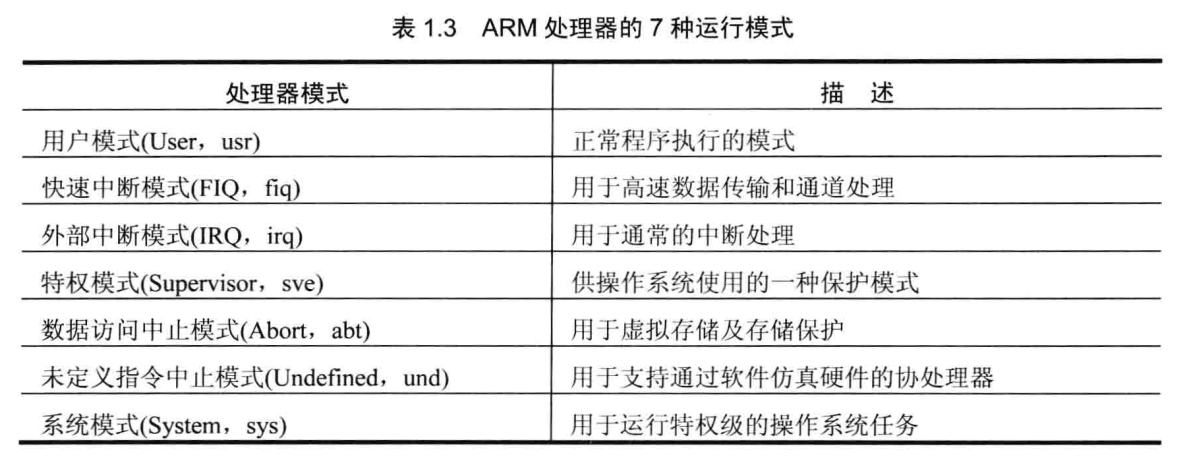 表 1.3 ARM 处理器的 7 种运行模式
处理器模式 描 述
用户模式(User，usr) 正常程序执行的模式
快速中断模式(FIQ，fiq) 用于高速数据传输和通道处理
外部中断模式(IRQ，irq) 用于通常的中断处理
特权模式(Supervisor，sve) 供操作系统使用的一种保护模式
数据访问中止模式(Abort，abt) 用于虚拟存储及存储保护
未定义指令中止模式(Undefined，und) 用于支持通过软件仿真硬件的协处理器
系统模式(System，sys) 用于运行特权级的操作系统任务